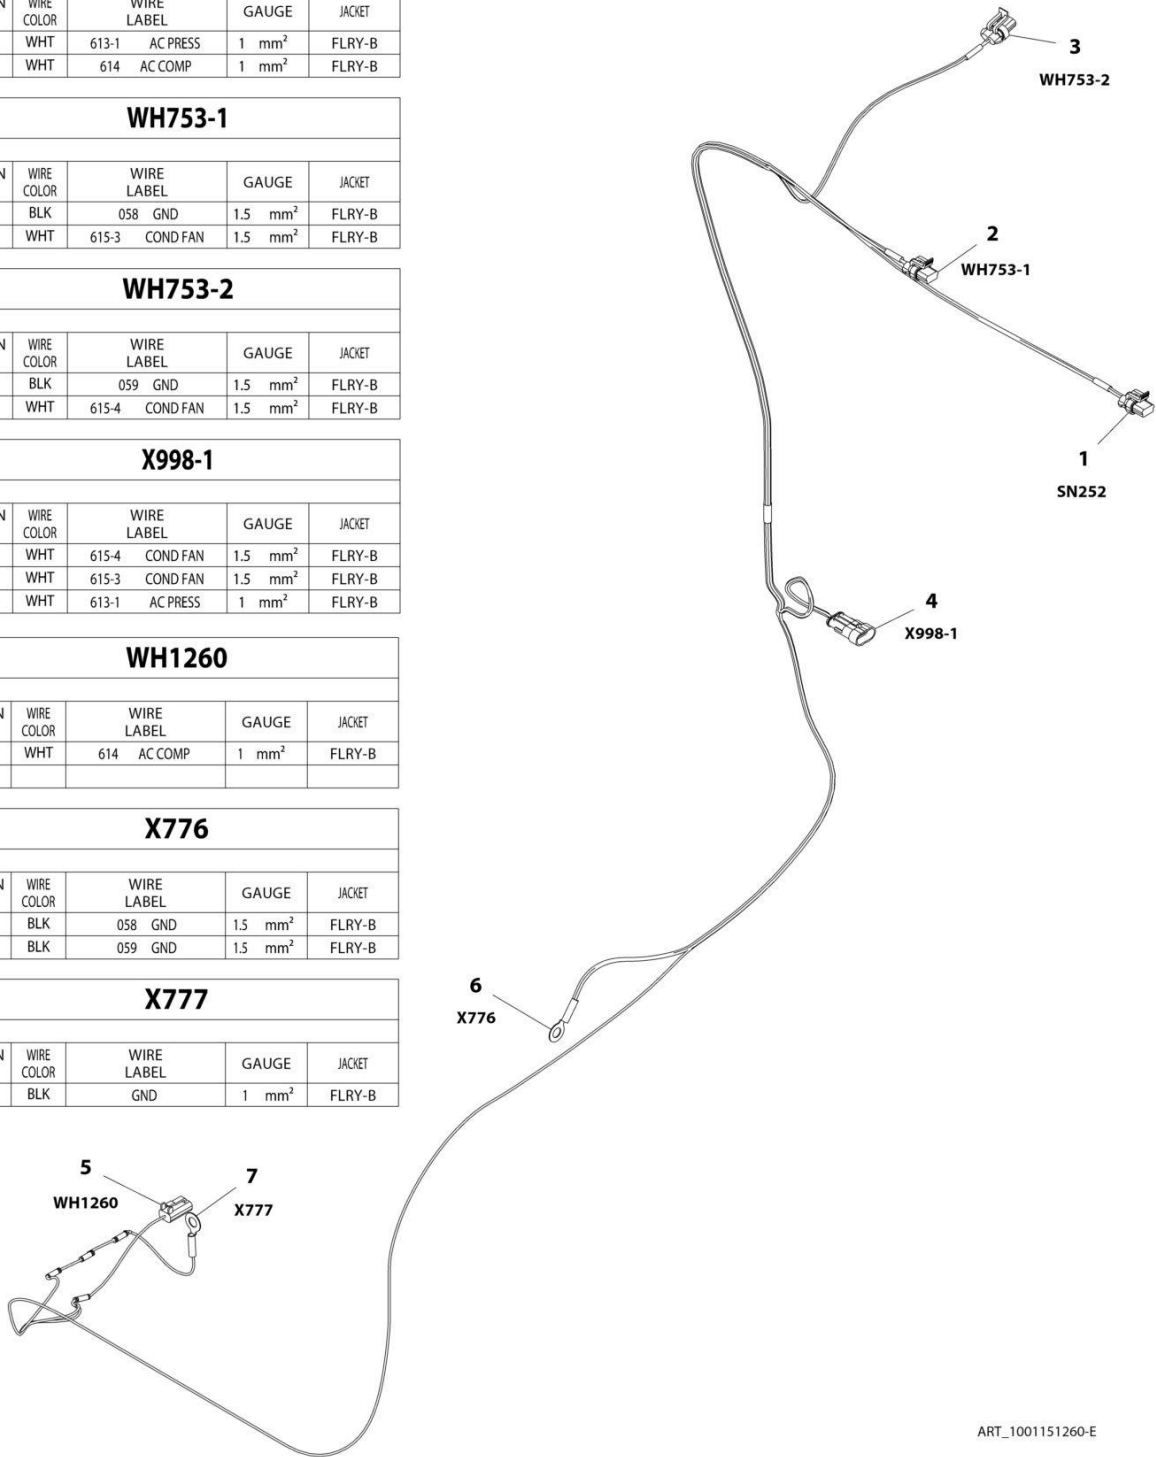 WIRE COLOR WIRE LABEL GAUGE JACKET
WHT 613-1 AC PRESS 1 mm² FLRY-B
WHT 614 AC COMP 1 mm² FLRY-B
WH753-1
WIRE COLOR WIRE LABEL GAUGE JACKET
BLK 058 GND 1.5 mm² FLRY-B
WHT 615-3 COND FAN 1.5 mm² FLRY-B
WH753-2
WIRE COLOR WIRE LABEL GAUGE JACKET
BLK 059 GND 1.5 mm² FLRY-B
WHT 615-4 COND FAN 1.5 mm² FLRY-B
X998-1
WIRE COLOR WIRE LABEL GAUGE JACKET
WHT 615-4 COND FAN 1.5 mm² FLRY-B
WHT 615-3 COND FAN 1.5 mm² FLRY-B
WHT 613-1 AC PRESS 1 mm² FLRY-B
WH1260
WIRE COLOR WIRE LABEL GAUGE JACKET
WHT 614 AC COMP 1 mm² FLRY-B
X776
WIRE COLOR WIRE LABEL GAUGE JACKET
BLK 058 GND 1.5 mm² FLRY-B
BLK 059 GND 1.5 mm² FLRY-B
X777
WIRE COLOR WIRE LABEL GAUGE JACKET
BLK GND 1 mm² FLRY-B
3
WH753-2
2
WH753-1
1
SN252
4
X998-1
6
X776
5
WH1260
7
X777
ART_1001151260-E